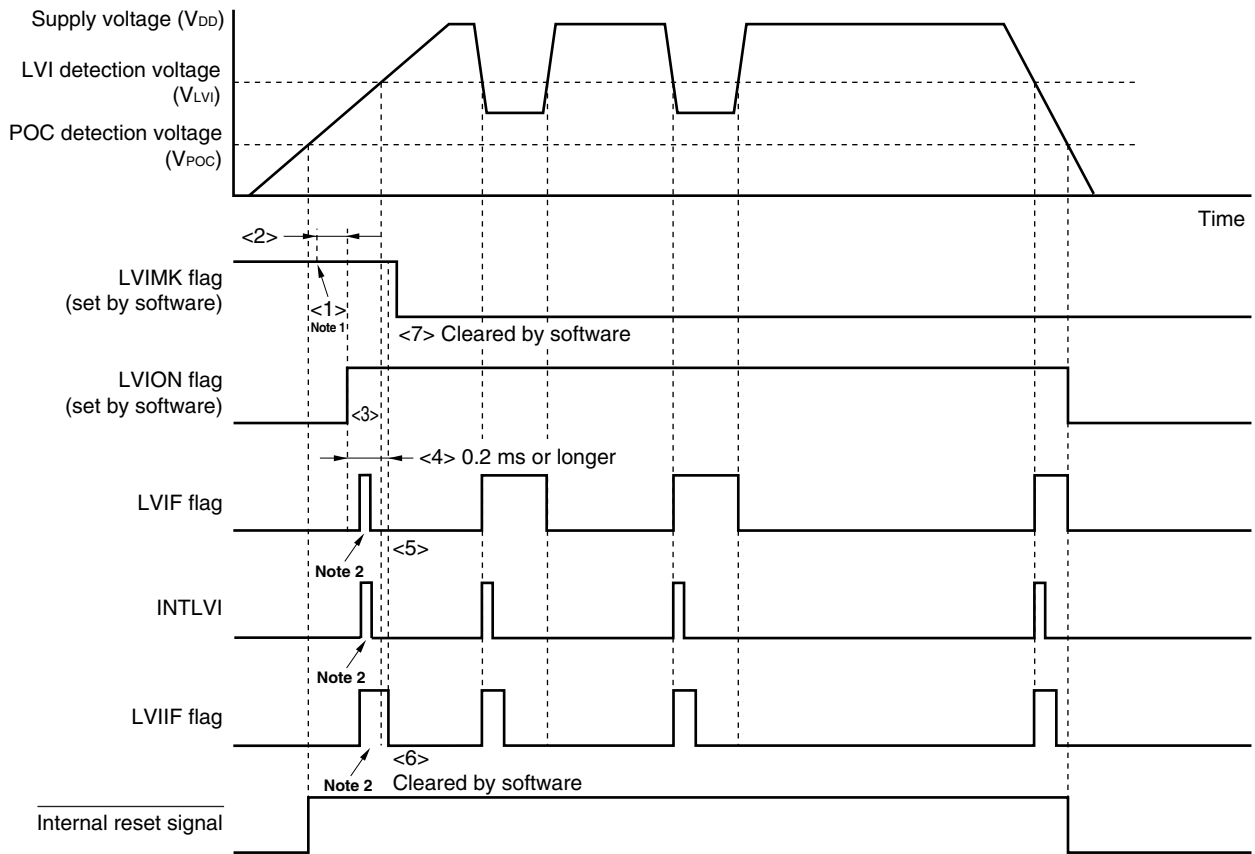 Supply voltage (VDD)
LVI detection voltage
(VLVI)
POC detection voltage
(VPOC)
Time
<2>
LVIMK flag
(set by software)
<1>
Note 1
<7> Cleared by software
LVION flag
(set by software)
<3>
<4> 0.2 ms or longer
LVIF flag
<5>
Note 2
INTLVI
Note 2
LVIIF flag
<6>
Note 2
Cleared by software
Internal reset signal